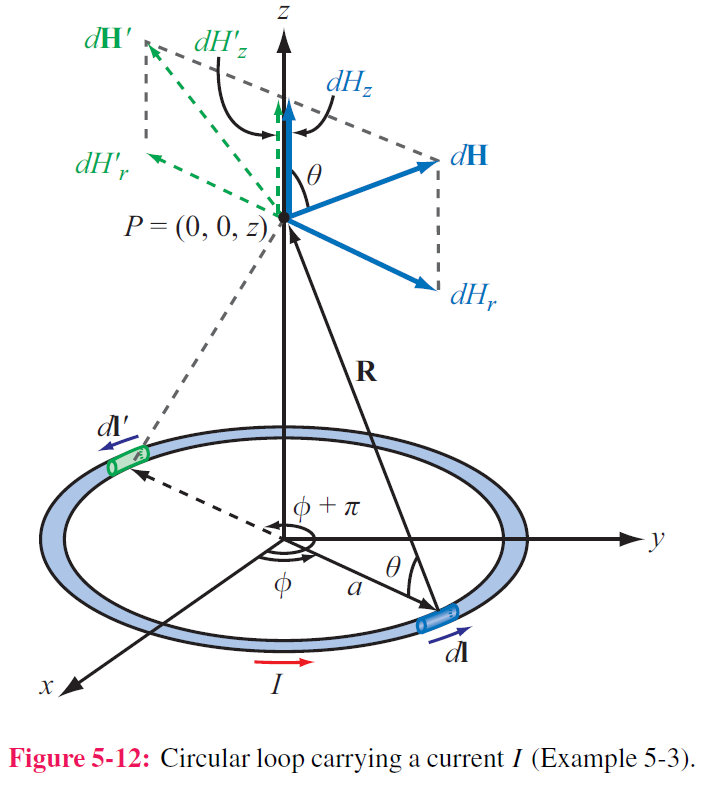 z
dH′ dH′z
dHz
dH
dH′r θ
P = (0, 0, z)
dHr
R
dl′
ϕ + π
y
θ
ϕ a
dl
x I
Figure 5-12: Circular loop carrying a current I (Example 5-3).